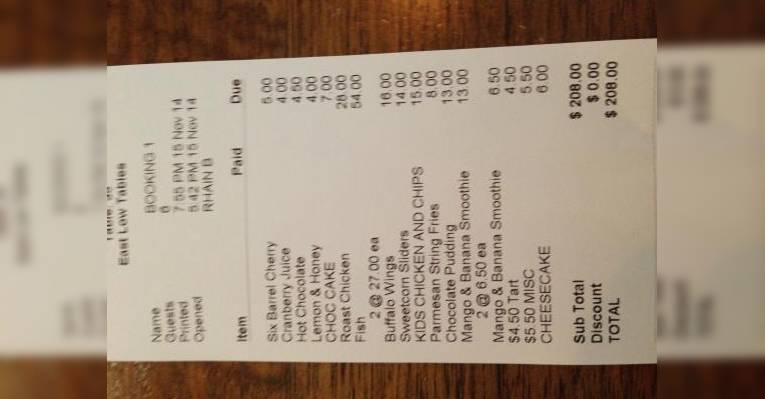 East Low Tables
Name BOOKING 1
Guests
Printed 7:55 PM 15 Nov 14
Opened 5:42 PM 15 Nov 14
RHAIN B
Item Paid Due
Six Barrel Cherry 5.00
Cranberry Juice 4.00
Hot Chocolate 4.50
Lemon & Honey 4.00
CHOC CAKE 7.00
Roast Chicken 28.00
Fish 54.00
2 @ 27.00 ea
Buffalo Wings 16.00
Sweetcorn Sliders 14.00
KIDS CHICKEN AND CHIPS 15.00
Parmesan String Fries 8.00
Chocolate Pudding 13.00
Mango & Banana Smoothie 13.00
2 @ 6.50 ea
Mango & Banana Smoothie 6.50
$4.50 Tart 4.50
$5.50 MISC 5.50
CHEESECAKE 6.00
Sub Total $ 208.00
Discount $ 0.00
TOTAL $ 208.00